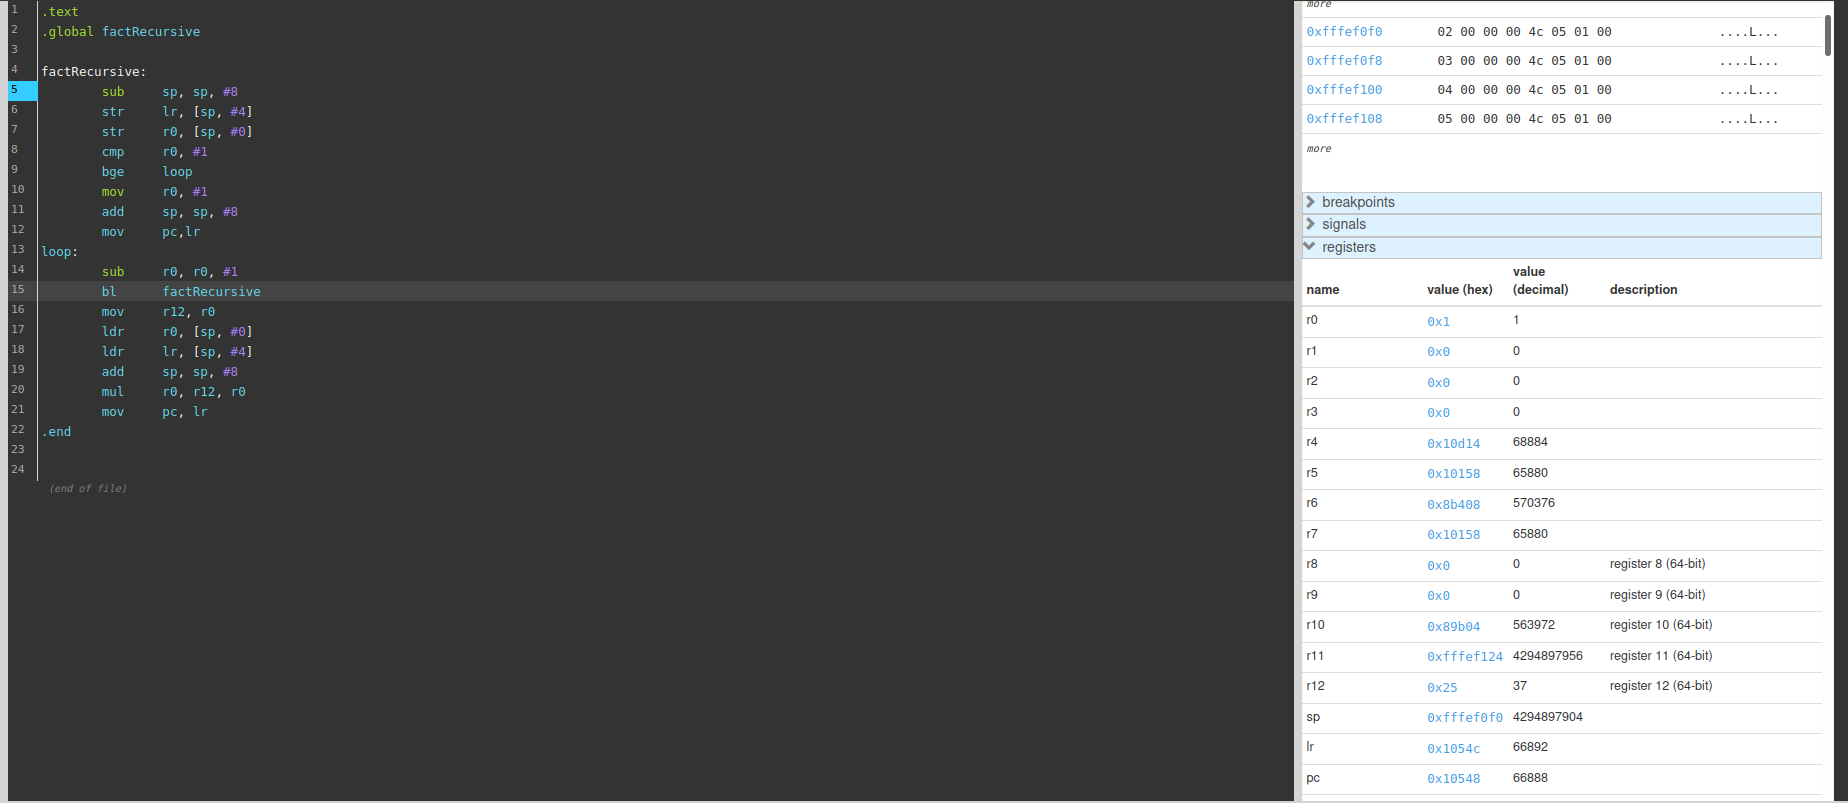 1 .text
2 .global factRecursive
3
4 factRecursive:
5 sub sp, sp, #8
6 str lr, [sp, #4]
7 str r0, [sp, #0]
8 cmp r0, #1
9 bge loop
10 mov r0, #1
11 add sp, sp, #8
12 mov pc,lr
13 loop:
14 sub r0, r0, #1
15 bl factRecursive
16 mov r12, r0
17 ldr r0, [sp, #0]
18 ldr lr, [sp, #4]
19 add sp, sp, #8
20 mul r0, r12, r0
21 mov pc, lr
22 .end
23
24
(end of file)
more
0xfffef0f0 02 00 00 00 4c 05 01 00 ....L...
0xfffef0f8 03 00 00 00 4c 05 01 00 ....L...
0xfffef100 04 00 00 00 4c 05 01 00 ....L...
0xfffef108 05 00 00 00 4c 05 01 00 ....L...
more
breakpoints
signals
registers
value
name value (hex) (decimal) description
r0 0x1 1
r1 0x0 0
r2 0x0 0
r3 0x0 0
r4 0x10d14 68884
r5 0x10158 65880
r6 0x8b408 570376
r7 0x10158 65880
r8 0x0 0 register 8 (64-bit)
r9 0x0 0 register 9 (64-bit)
r10 0x89b04 563972 register 10 (64-bit)
r11 0xfffef124 4294897956 register 11 (64-bit)
r12 0x25 37 register 12 (64-bit)
sp 0xfffef0f0 4294897904
lr 0x1054c 66892
pc 0x10548 66888